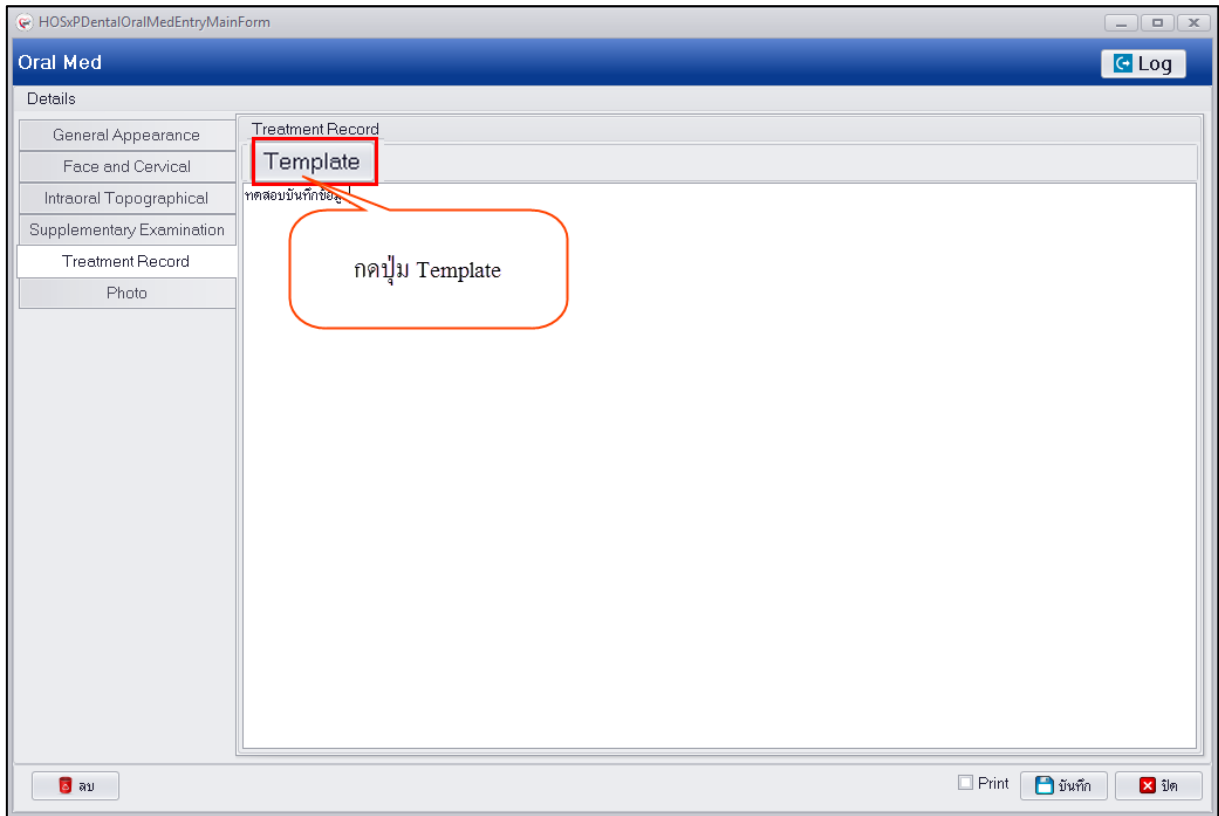 HOSxPDentalOralMedEntryMainForm
Oral Med
Log
Details
General Appearance
Face and Cervical
Intraoral Topographical
Supplementary Examination
Treatment Record
Photo
Treatment Record
Template
ทดสอบบันทึกข้อมู
กดปุ่ม Template
ลบ
Print
บันทึก
ปิด